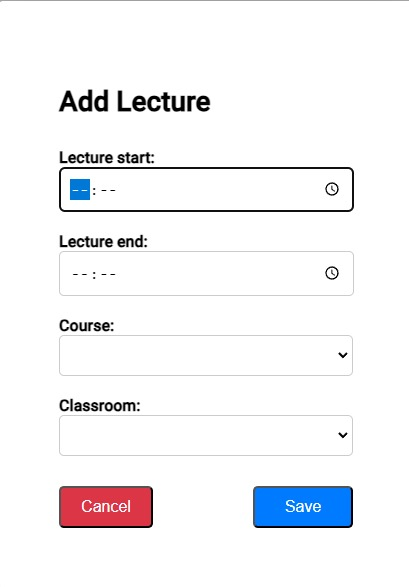 Add Lecture
Lecture start:
--:--
Lecture end:
--:--
Course:
Classroom:
Cancel
Save